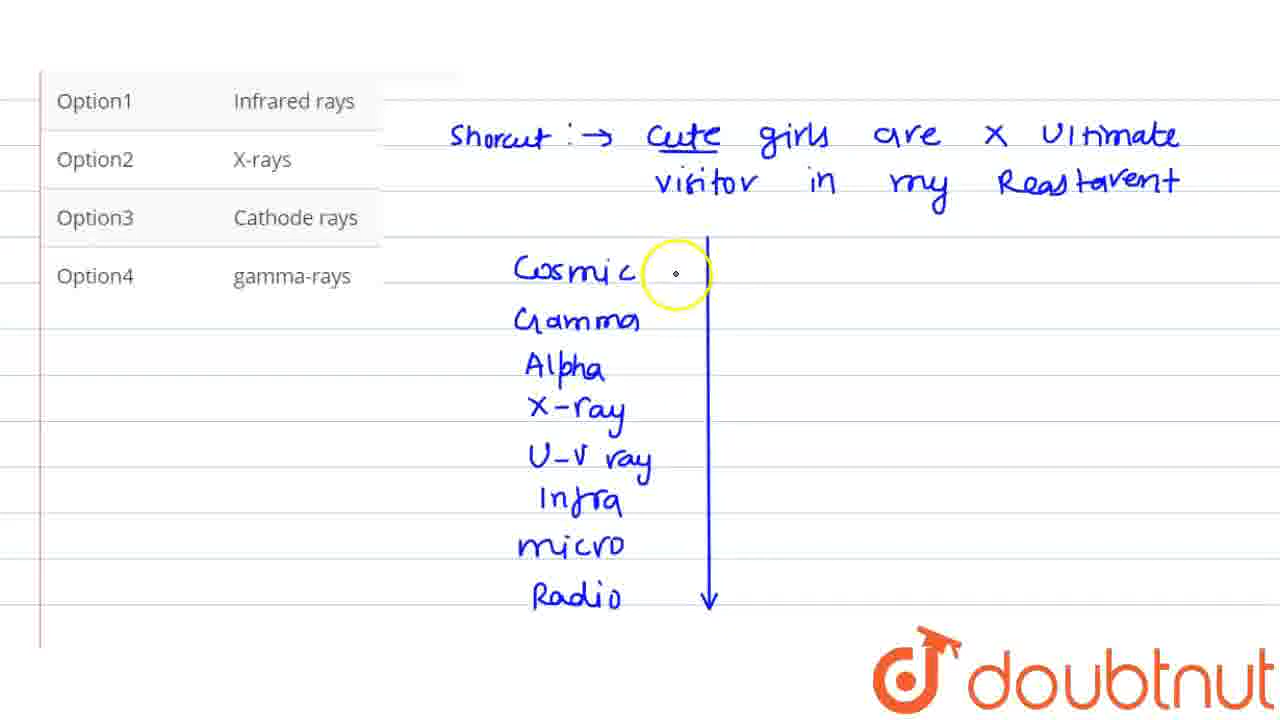 Option1 Infrared rays
Option2 X-rays
Option3 Cathode rays
Option4 gamma-rays
Shorcut :→ Cute girls are X Ultimate
visitor in my Reastarent
Cosmic
Gamma
Alpha
X-ray
U-V ray
Infra
micro
Radio
doubtnut